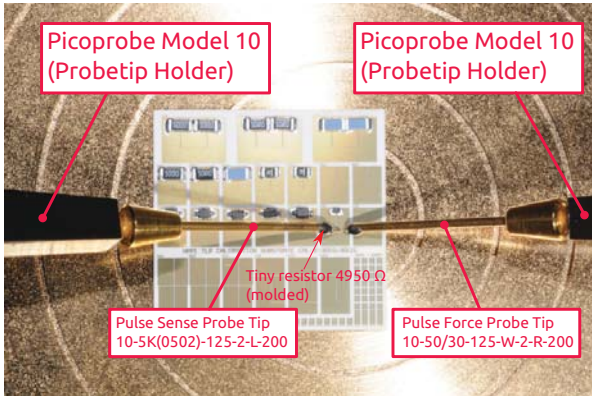 Picoprobe Model 10
(Probetip Holder)
Picoprobe Model 10
(Probetip Holder)
Tiny resistor 4950 Ω
(molded)
Pulse Sense Probe Tip
10-5K(0502)-125-2-L-200
Pulse Force Probe Tip
10-50/30-125-W-2-R-200